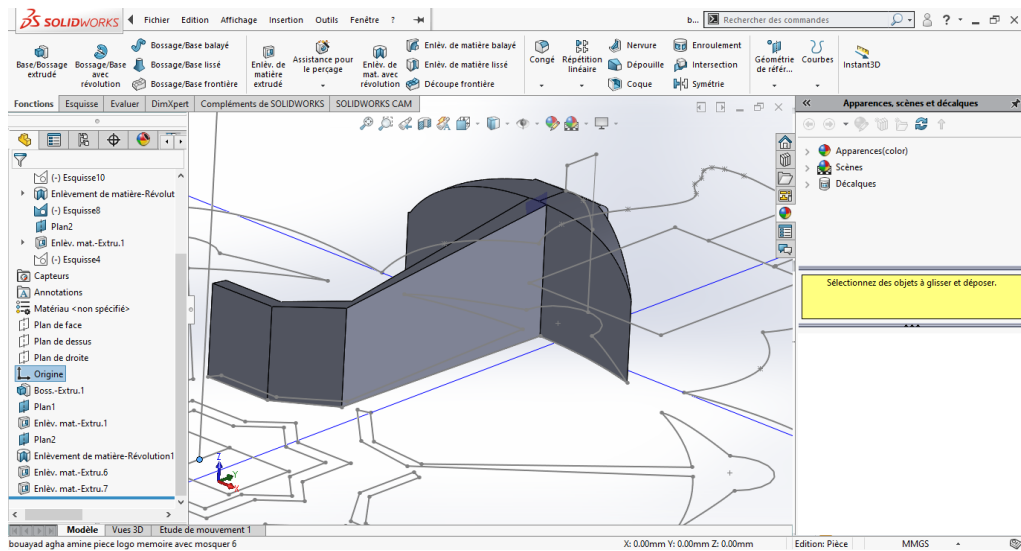 SOLIDWORKS
Fichier Edition Affichage Insertion Outils Fenêtre ?
b... Rechercher des commandes
Base/Bossage extrudé
Bossage/Base avec révolution
Bossage/Base balayé
Bossage/Base lissé
Bossage/Base frontière
Enlèv. de matière extrudé
Assistance pour le perçage
Enlèv. de mat. avec révolution
Enlèv. de matière balayé
Enlèv. de matière lissé
Découpe frontière
Congé
Répétition linéaire
Nervure
Dépouille
Coque
Enroulement
Intersection
Symétrie
Géométrie de référ...
Courbes
Instant3D
Fonctions Esquisse Evaluer DimXpert Compléments de SOLIDWORKS SOLIDWORKS CAM
Apparences, scènes et décalques
Apparences(color)
Scènes
Décalques
Sélectionnez des objets à glisser et déposer.
(-) Esquisse10
Enlèvement de matière-Révolut
(-) Esquisse8
Plan2
Enlèv. mat.-Extru.1
(-) Esquisse4
Capteurs
Annotations
Matériau <non spécifié>
Plan de face
Plan de dessus
Plan de droite
Origine
Boss.-Extru.1
Plan1
Enlèv. mat.-Extru.1
Plan2
Enlèvement de matière-Révolution1
Enlèv. mat.-Extru.6
Enlèv. mat.-Extru.7
Z
Y
X
Modèle Vues 3D Etude de mouvement 1
bouayad agha amine piece logo memoire avec mosquer 6
X: 0.00mm Y: 0.00mm Z: 0.00mm
Edition: Pièce
MMGS